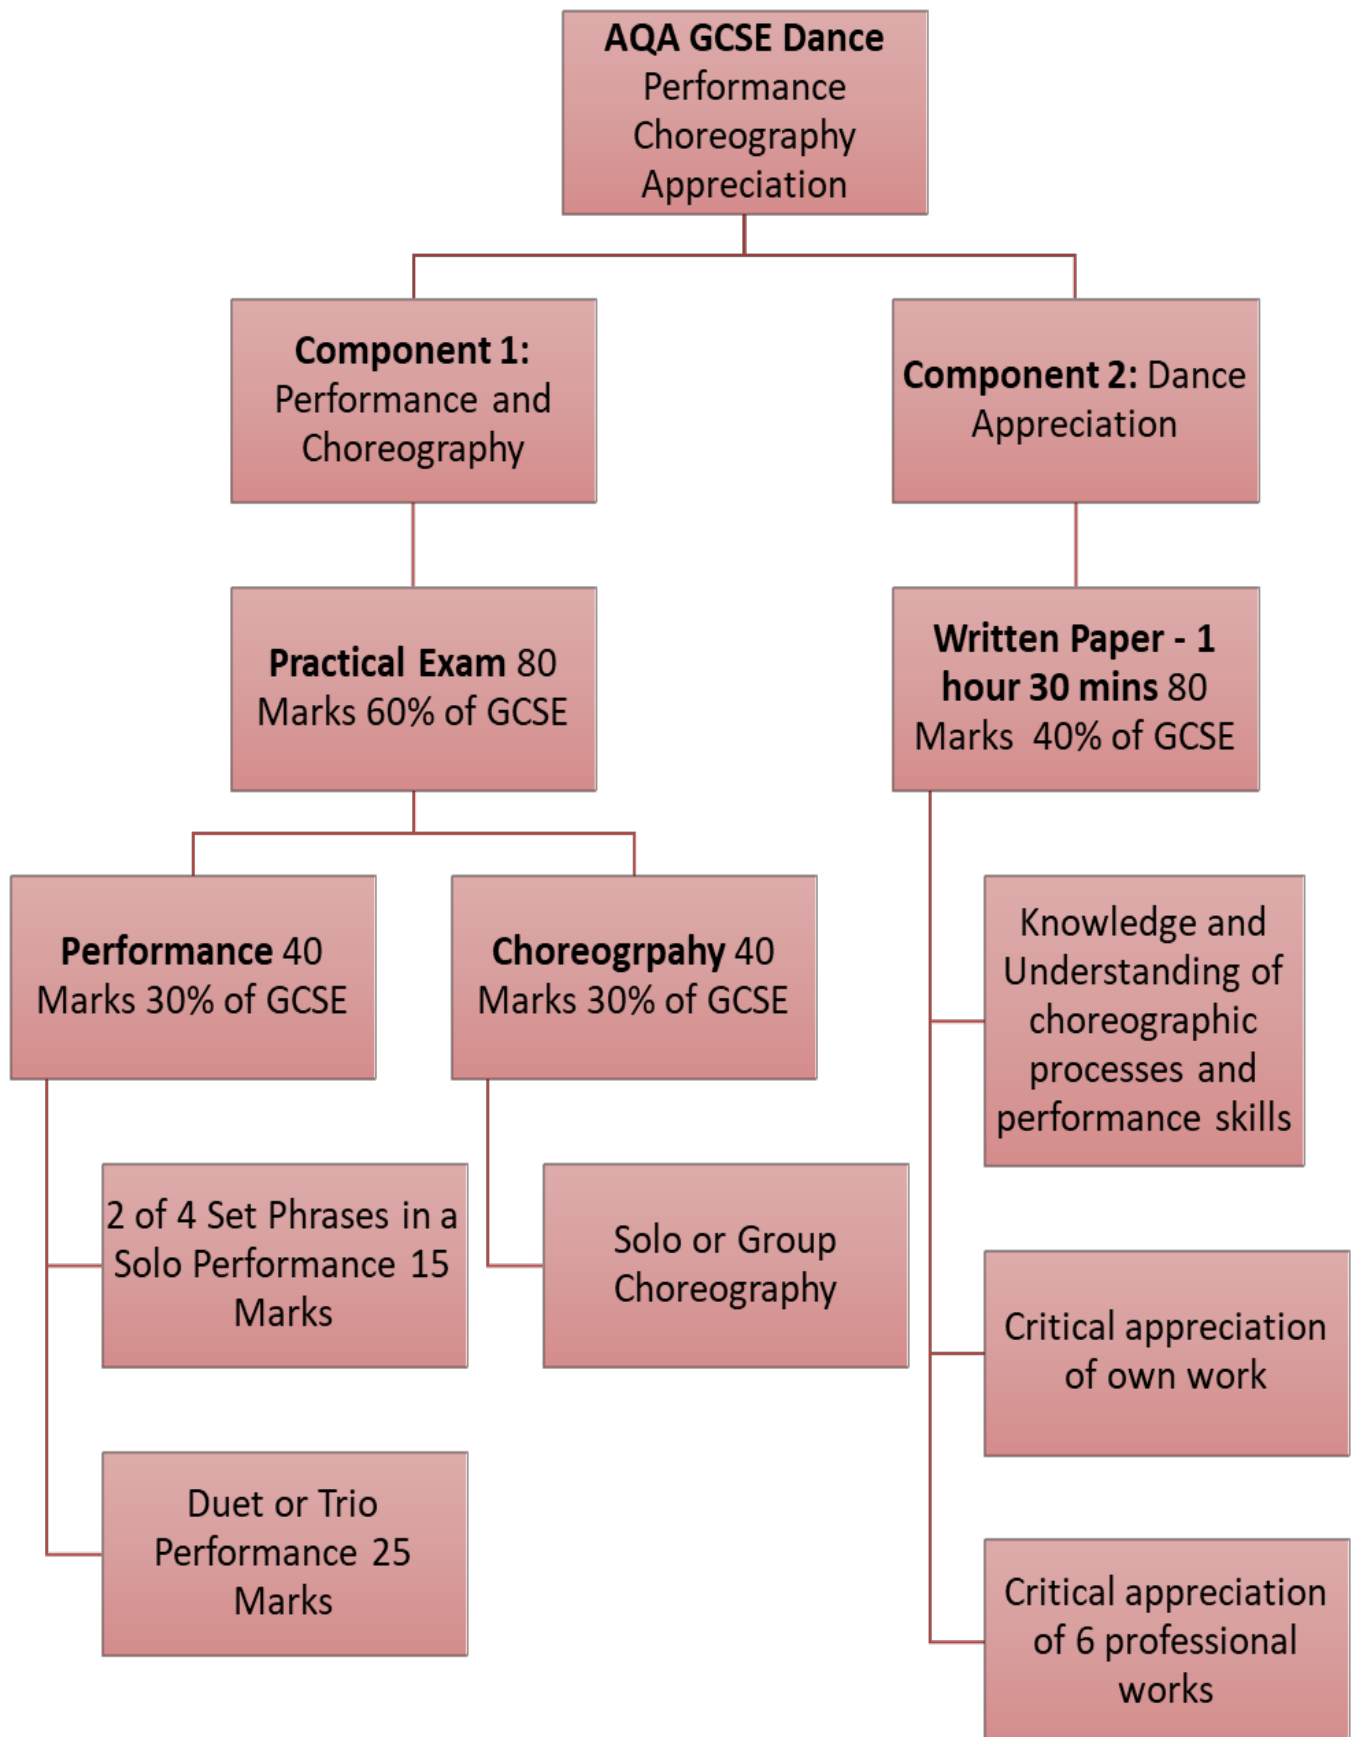 AQA GCSE Dance
Performance
Choreography
Appreciation
Component 1:
Performance and
Choreography
Component 2: Dance
Appreciation
Practical Exam 80
Marks 60% of GCSE
Written Paper - 1
hour 30 mins 80
Marks 40% of GCSE
Performance 40
Marks 30% of GCSE
Choreogrpahy 40
Marks 30% of GCSE
2 of 4 Set Phrases in a
Solo Performance 15
Marks
Duet or Trio
Performance 25
Marks
Solo or Group
Choreography
Knowledge and
Understanding of
choreographic
processes and
performance skills
Critical appreciation
of own work
Critical appreciation
of 6 professional
works